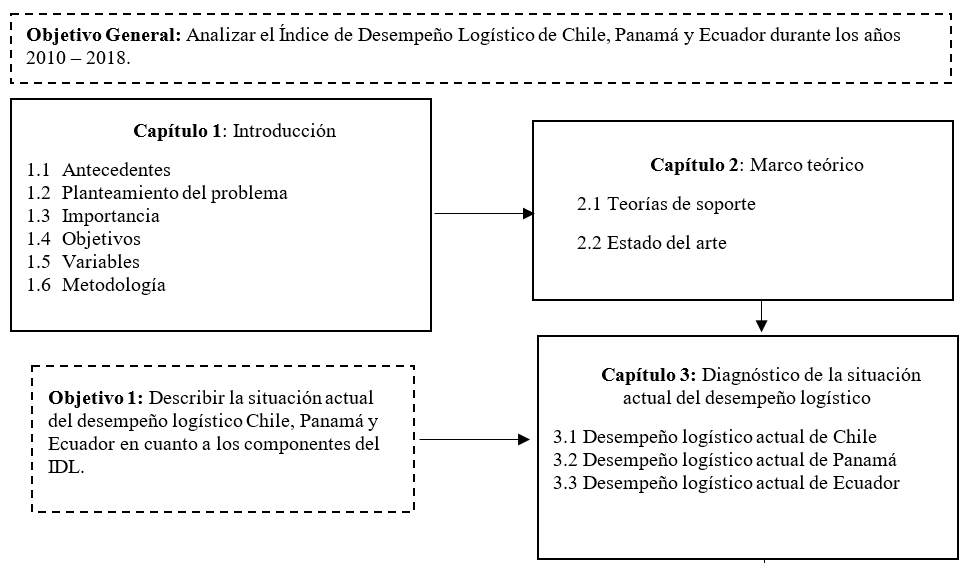 Objetivo General: Analizar el Índice de Desempeño Logístico de Chile, Panamá y Ecuador durante los años
2010 – 2018.
Capítulo 1: Introducción
1.1 Antecedentes
1.2 Planteamiento del problema
1.3 Importancia
1.4 Objetivos
1.5 Variables
1.6 Metodología
Capítulo 2: Marco teórico
2.1 Teorías de soporte
2.2 Estado del arte
Objetivo 1: Describir la situación actual
del desempeño logístico Chile, Panamá y
Ecuador en cuanto a los componentes del
IDL.
Capítulo 3: Diagnóstico de la situación
actual del desempeño logístico
3.1 Desempeño logístico actual de Chile
3.2 Desempeño logístico actual de Panamá
3.3 Desempeño logístico actual de Ecuador